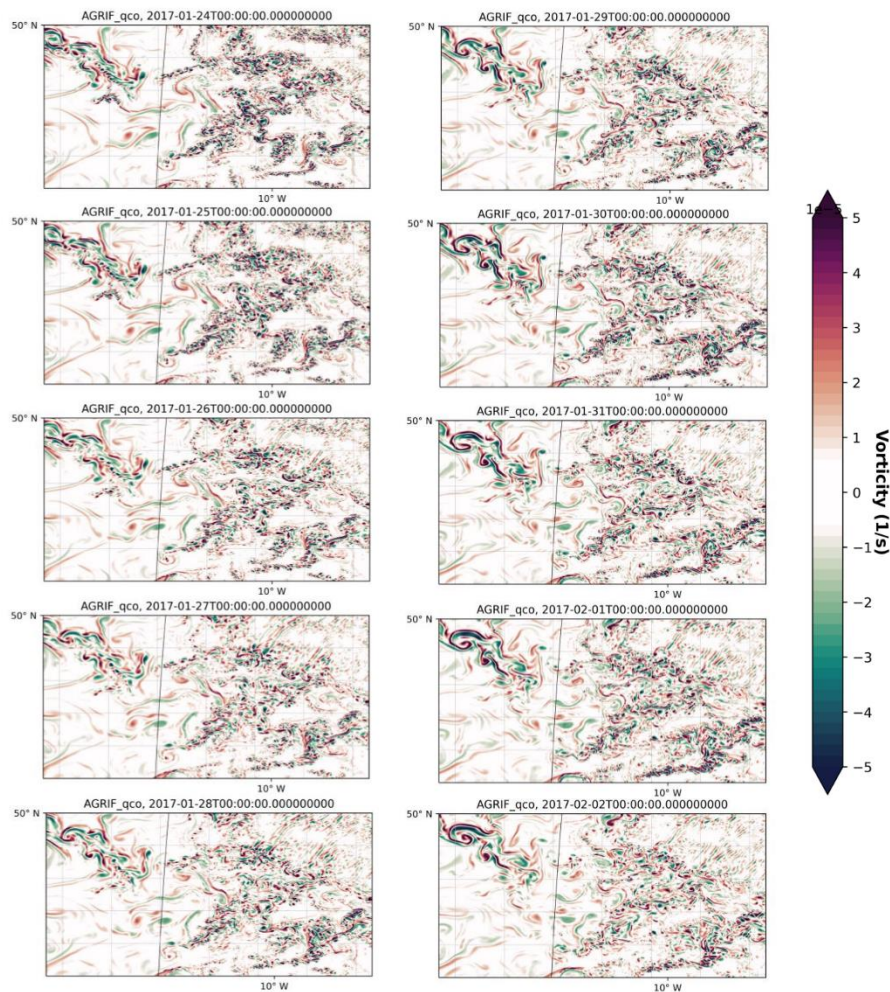 AGRIF_qco, 2017-01-24T00:00:00.000000000
50° N
10° W
AGRIF_qco, 2017-01-25T00:00:00.000000000
50° N
10° W
AGRIF_qco, 2017-01-26T00:00:00.000000000
50° N
10° W
AGRIF_qco, 2017-01-27T00:00:00.000000000
50° N
10° W
AGRIF_qco, 2017-01-28T00:00:00.000000000
50° N
10° W
AGRIF_qco, 2017-01-29T00:00:00.000000000
50° N
10° W
AGRIF_qco, 2017-01-30T00:00:00.000000000
50° N
10° W
AGRIF_qco, 2017-01-31T00:00:00.000000000
50° N
10° W
AGRIF_qco, 2017-02-01T00:00:00.000000000
50° N
10° W
AGRIF_qco, 2017-02-02T00:00:00.000000000
50° N
10° W
1e−5
5
4
3
2
1
0
−1
−2
−3
−4
−5
Vorticity (1/s)